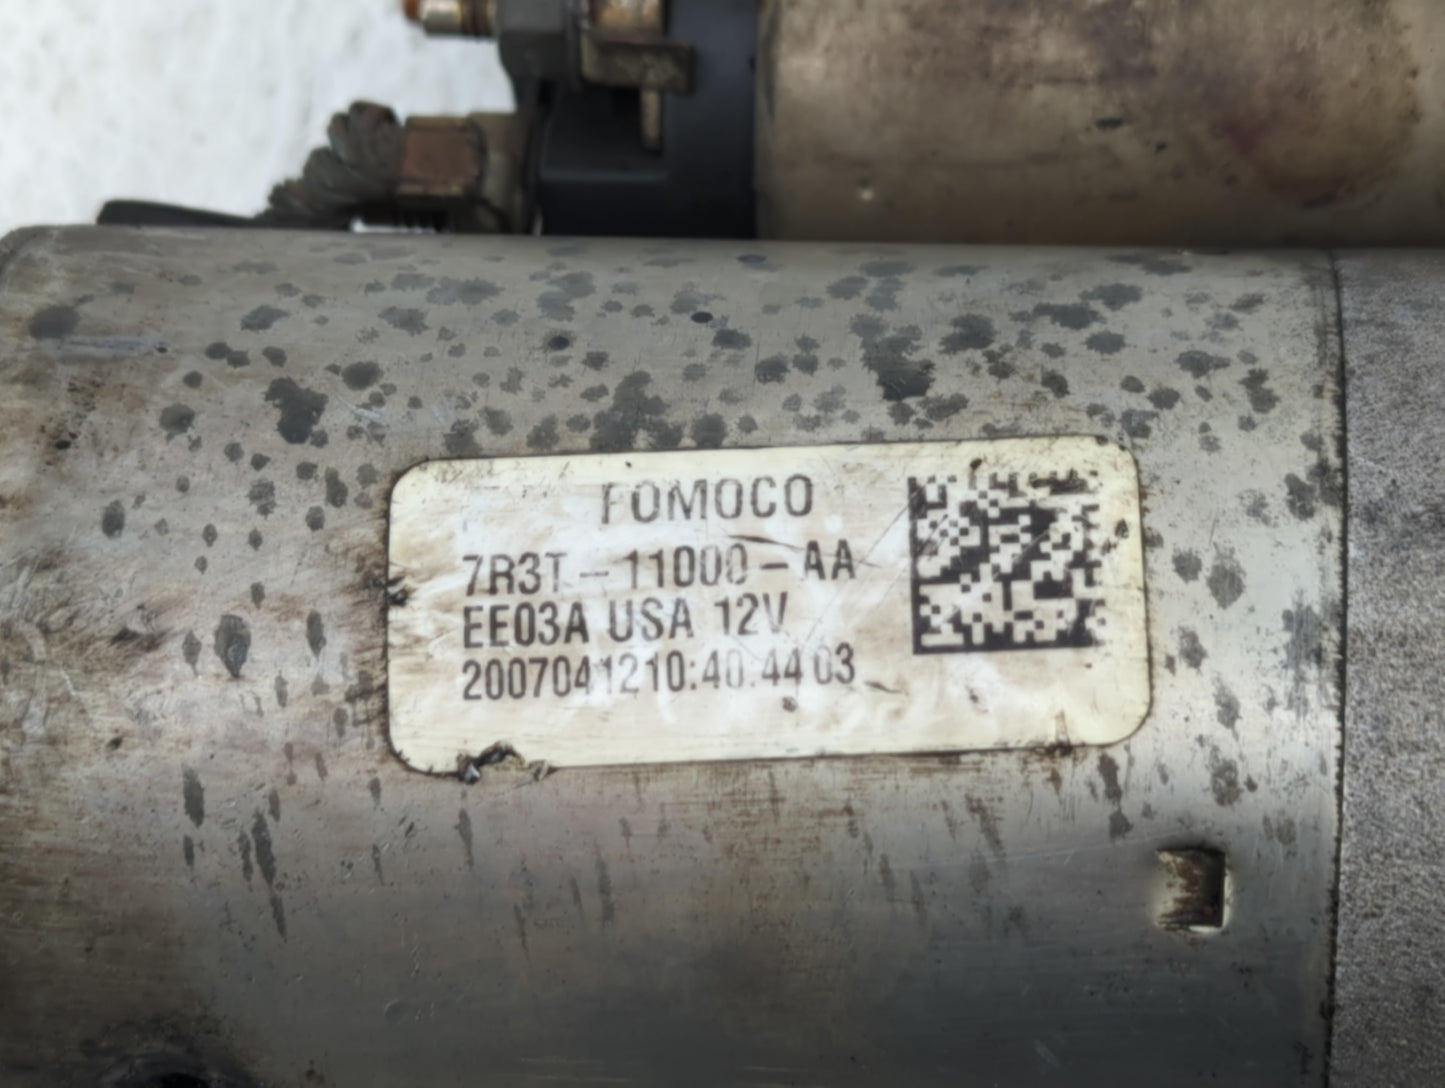 FOMOCO
7R3T-11000-AA
EE03A USA 12V
2007041210:40:44 03